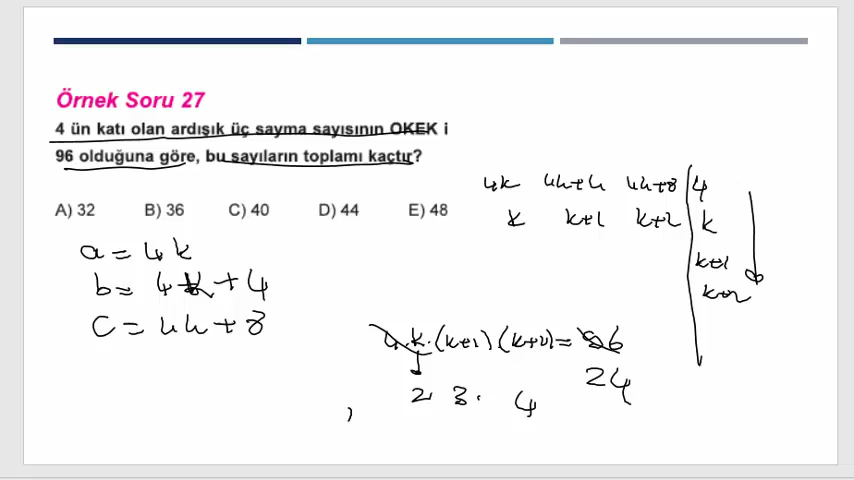 Örnek Soru 27
4 ün katı olan ardışık üç sayma sayısının OKEK i
96 olduğuna göre, bu sayıların toplamı kaçtır?
A) 32 B) 36 C) 40 D) 44 E) 48
a = 4k
b = 4k + 4
c = 4k + 8
4k 4k+4 4k+8 4
k k+1 k+2 k
k+1
k+2
4.k.(k+1)(k+2) = 96
24
2 3. 4